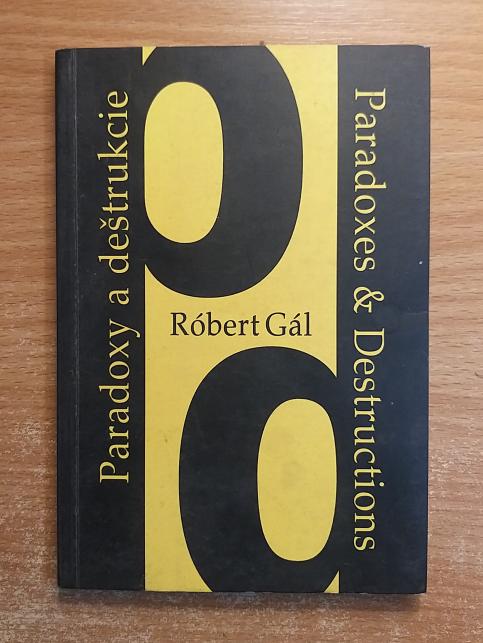 Paradoxy a deštrukcie
Róbert Gál
Paradoxes & Destructions